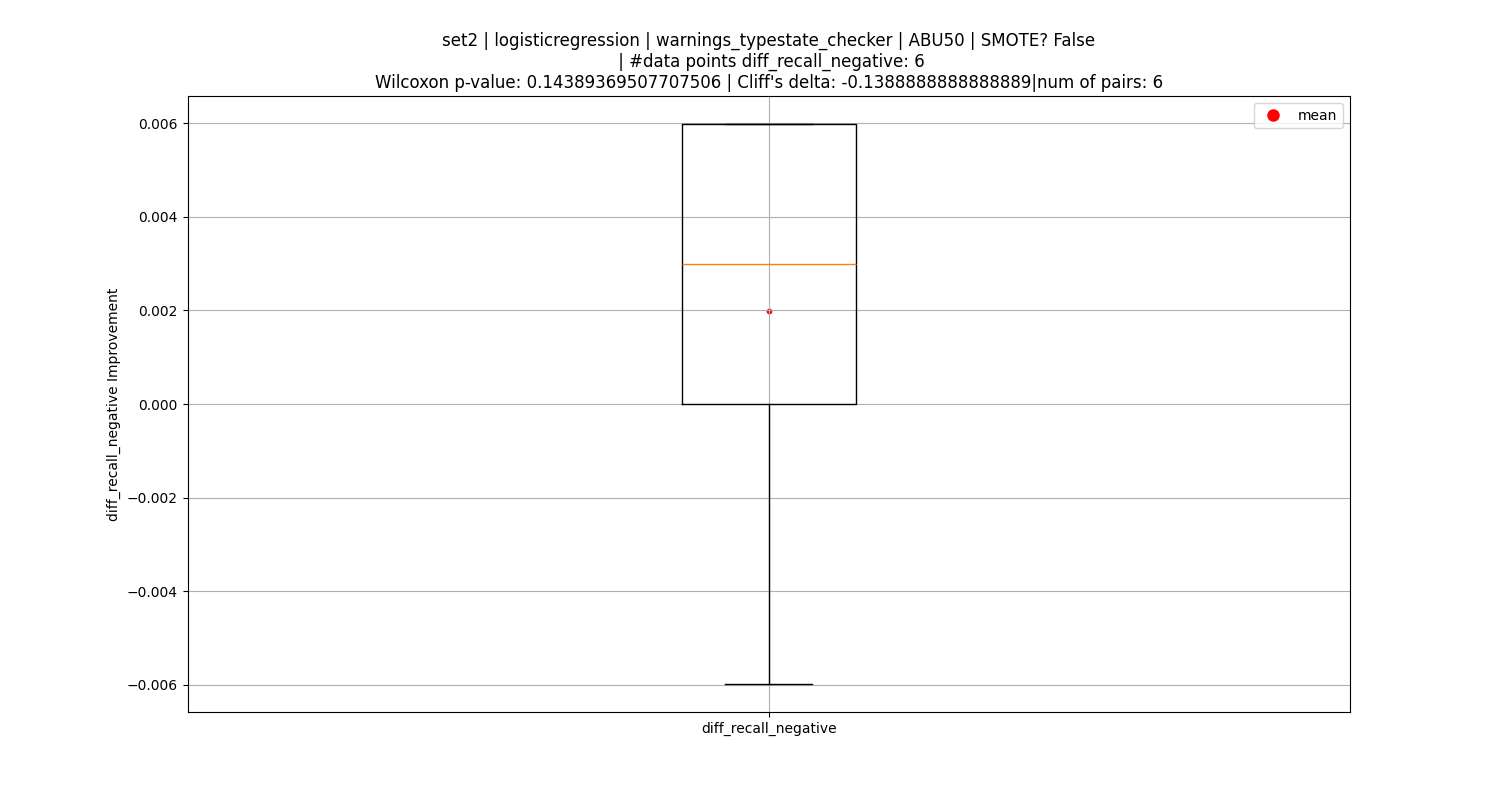 set2 | logisticregression | warnings_typestate_checker | ABU50 | SMOTE? False
| #data points diff_recall_negative: 6
Wilcoxon p-value: 0.14389369507707506 | Cliff's delta: -0.1388888888888889|num of pairs: 6
mean
0.006
0.004
0.002
0.000
−0.002
−0.004
−0.006
diff_recall_negative Improvement
diff_recall_negative